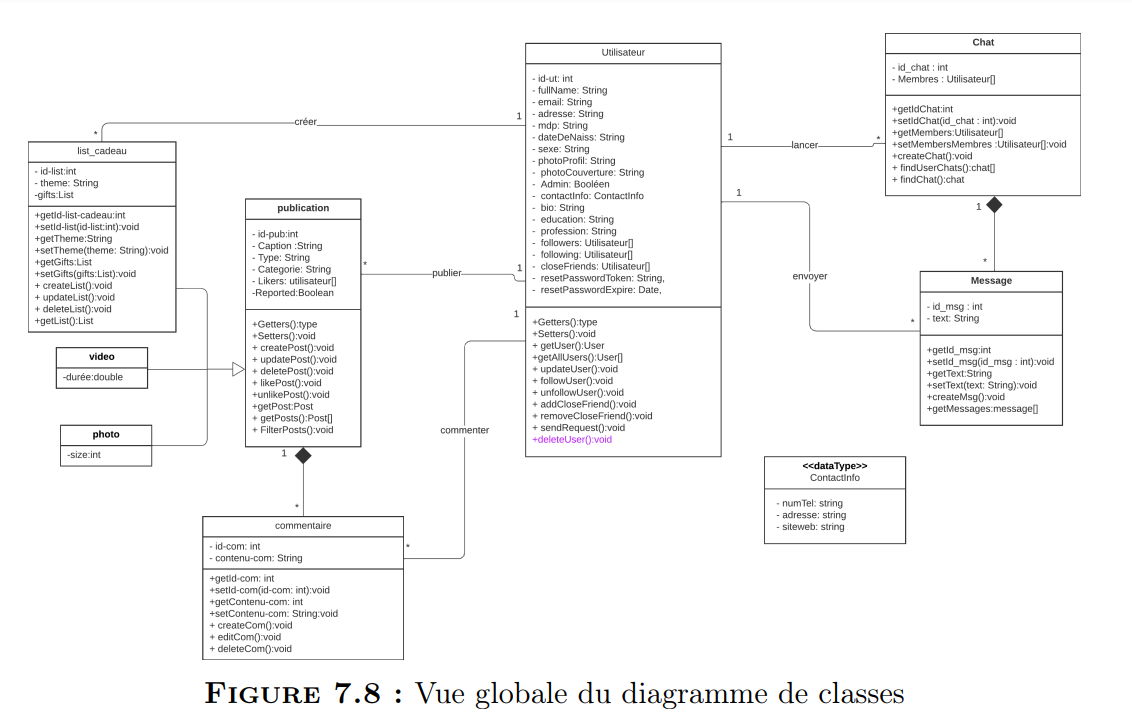 Utilisateur
- id-ut: int
- fullName: String
- email: String
- adresse: String
- mdp: String
- dateDeNaiss: String
- sexe: String
- photoProfil: String
- photoCouverture: String
- Admin: Booléen
- contactInfo: ContactInfo
- bio: String
- education: String
- profession: String
- followers: Utilisateur[]
- following: Utilisateur[]
- closeFriends: Utilisateur[]
- resetPasswordToken: String,
- resetPasswordExpire: Date,
+Getters():type
+Setters():void
+ getUser():User
+getAllUsers():User[]
+ updateUser():void
+ followUser():void
+ unfollowUser():void
+ addCloseFriend():void
+ removeCloseFriend():void
+ sendRequest():void
+deleteUser():void
Chat
- id_chat : int
- Membres : Utilisateur[]
+getIdChat:int
+setIdChat(id_chat : int):void
+getMembers:Utilisateur[]
+setMembersMembres :Utilisateur[]:void
+createChat():void
+ findUserChats():chat[]
+ findChat():chat
1
créer
*
1
lancer
*
list_cadeau
- id-list:int
- theme: String
-gifts:List
+getId-list-cadeau:int
+setId-list(id-list:int):void
+getTheme:String
+setTheme(theme: String):void
+getGifts:List
+setGifts(gifts:List):void
+ createList():void
+ updateList():void
+ deleteList():void
+getList():List
publication
- id-pub:int
- Caption :String
- Type: String
- Categorie: String
- Likers: utilisateur[]
-Reported:Boolean
+Getters():type
+Setters():void
+ createPost():void
+ updatePost():void
+ deletePost():void
+ likePost():void
+unlikePost():void
+getPost:Post
+ getPosts():Post[]
+ FilterPosts():void
*
publier
1
1
envoyer
*
1
*
Message
- id_msg : int
- text: String
+getId_msg:int
+setId_msg(id_msg : int):void
+getText:String
+setText(text: String):void
+createMsg():void
+getMessages:message[]
video
-durée:double
photo
-size:int
1
commenter
*
1
*
commentaire
- id-com: int
- contenu-com: String
+getId-com: int
+setId-com(id-com: int):void
+getContenu-com: int
+setContenu-com: String:void
+ createCom():void
+ editCom():void
+ deleteCom():void
<<dataType>>
ContactInfo
- numTel: string
- adresse: string
- siteweb: string
FIGURE 7.8 : Vue globale du diagramme de classes